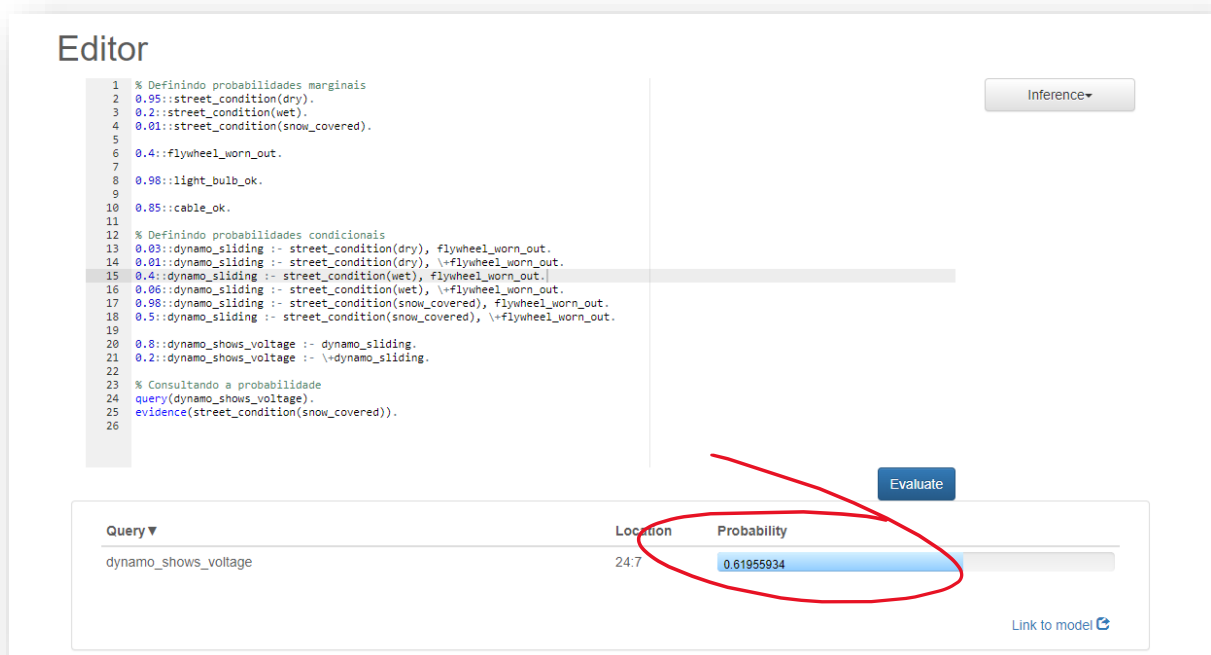 Editor
Inference
1 % Definindo probabilidades marginais
2 0.95::street_condition(dry).
3 0.2::street_condition(wet).
4 0.01::street_condition(snow_covered).
5
6 0.4::flywheel_worn_out.
7
8 0.98::light_bulb_ok.
9
10 0.85::cable_ok.
11
12 % Definindo probabilidades condicionais
13 0.03::dynamo_sliding :- street_condition(dry), flywheel_worn_out.
14 0.01::dynamo_sliding :- street_condition(dry), \+flywheel_worn_out.
15 0.4::dynamo_sliding :- street_condition(wet), flywheel_worn_out.
16 0.06::dynamo_sliding :- street_condition(wet), \+flywheel_worn_out.
17 0.98::dynamo_sliding :- street_condition(snow_covered), flywheel_worn_out.
18 0.5::dynamo_sliding :- street_condition(snow_covered), \+flywheel_worn_out.
19
20 0.8::dynamo_shows_voltage :- dynamo_sliding.
21 0.2::dynamo_shows_voltage :- \+dynamo_sliding.
22
23 % Consultando a probabilidade
24 query(dynamo_shows_voltage).
25 evidence(street_condition(snow_covered)).
26
Evaluate
Query▼ Location Probability
dynamo_shows_voltage 24:7 0.61955934
Link to model